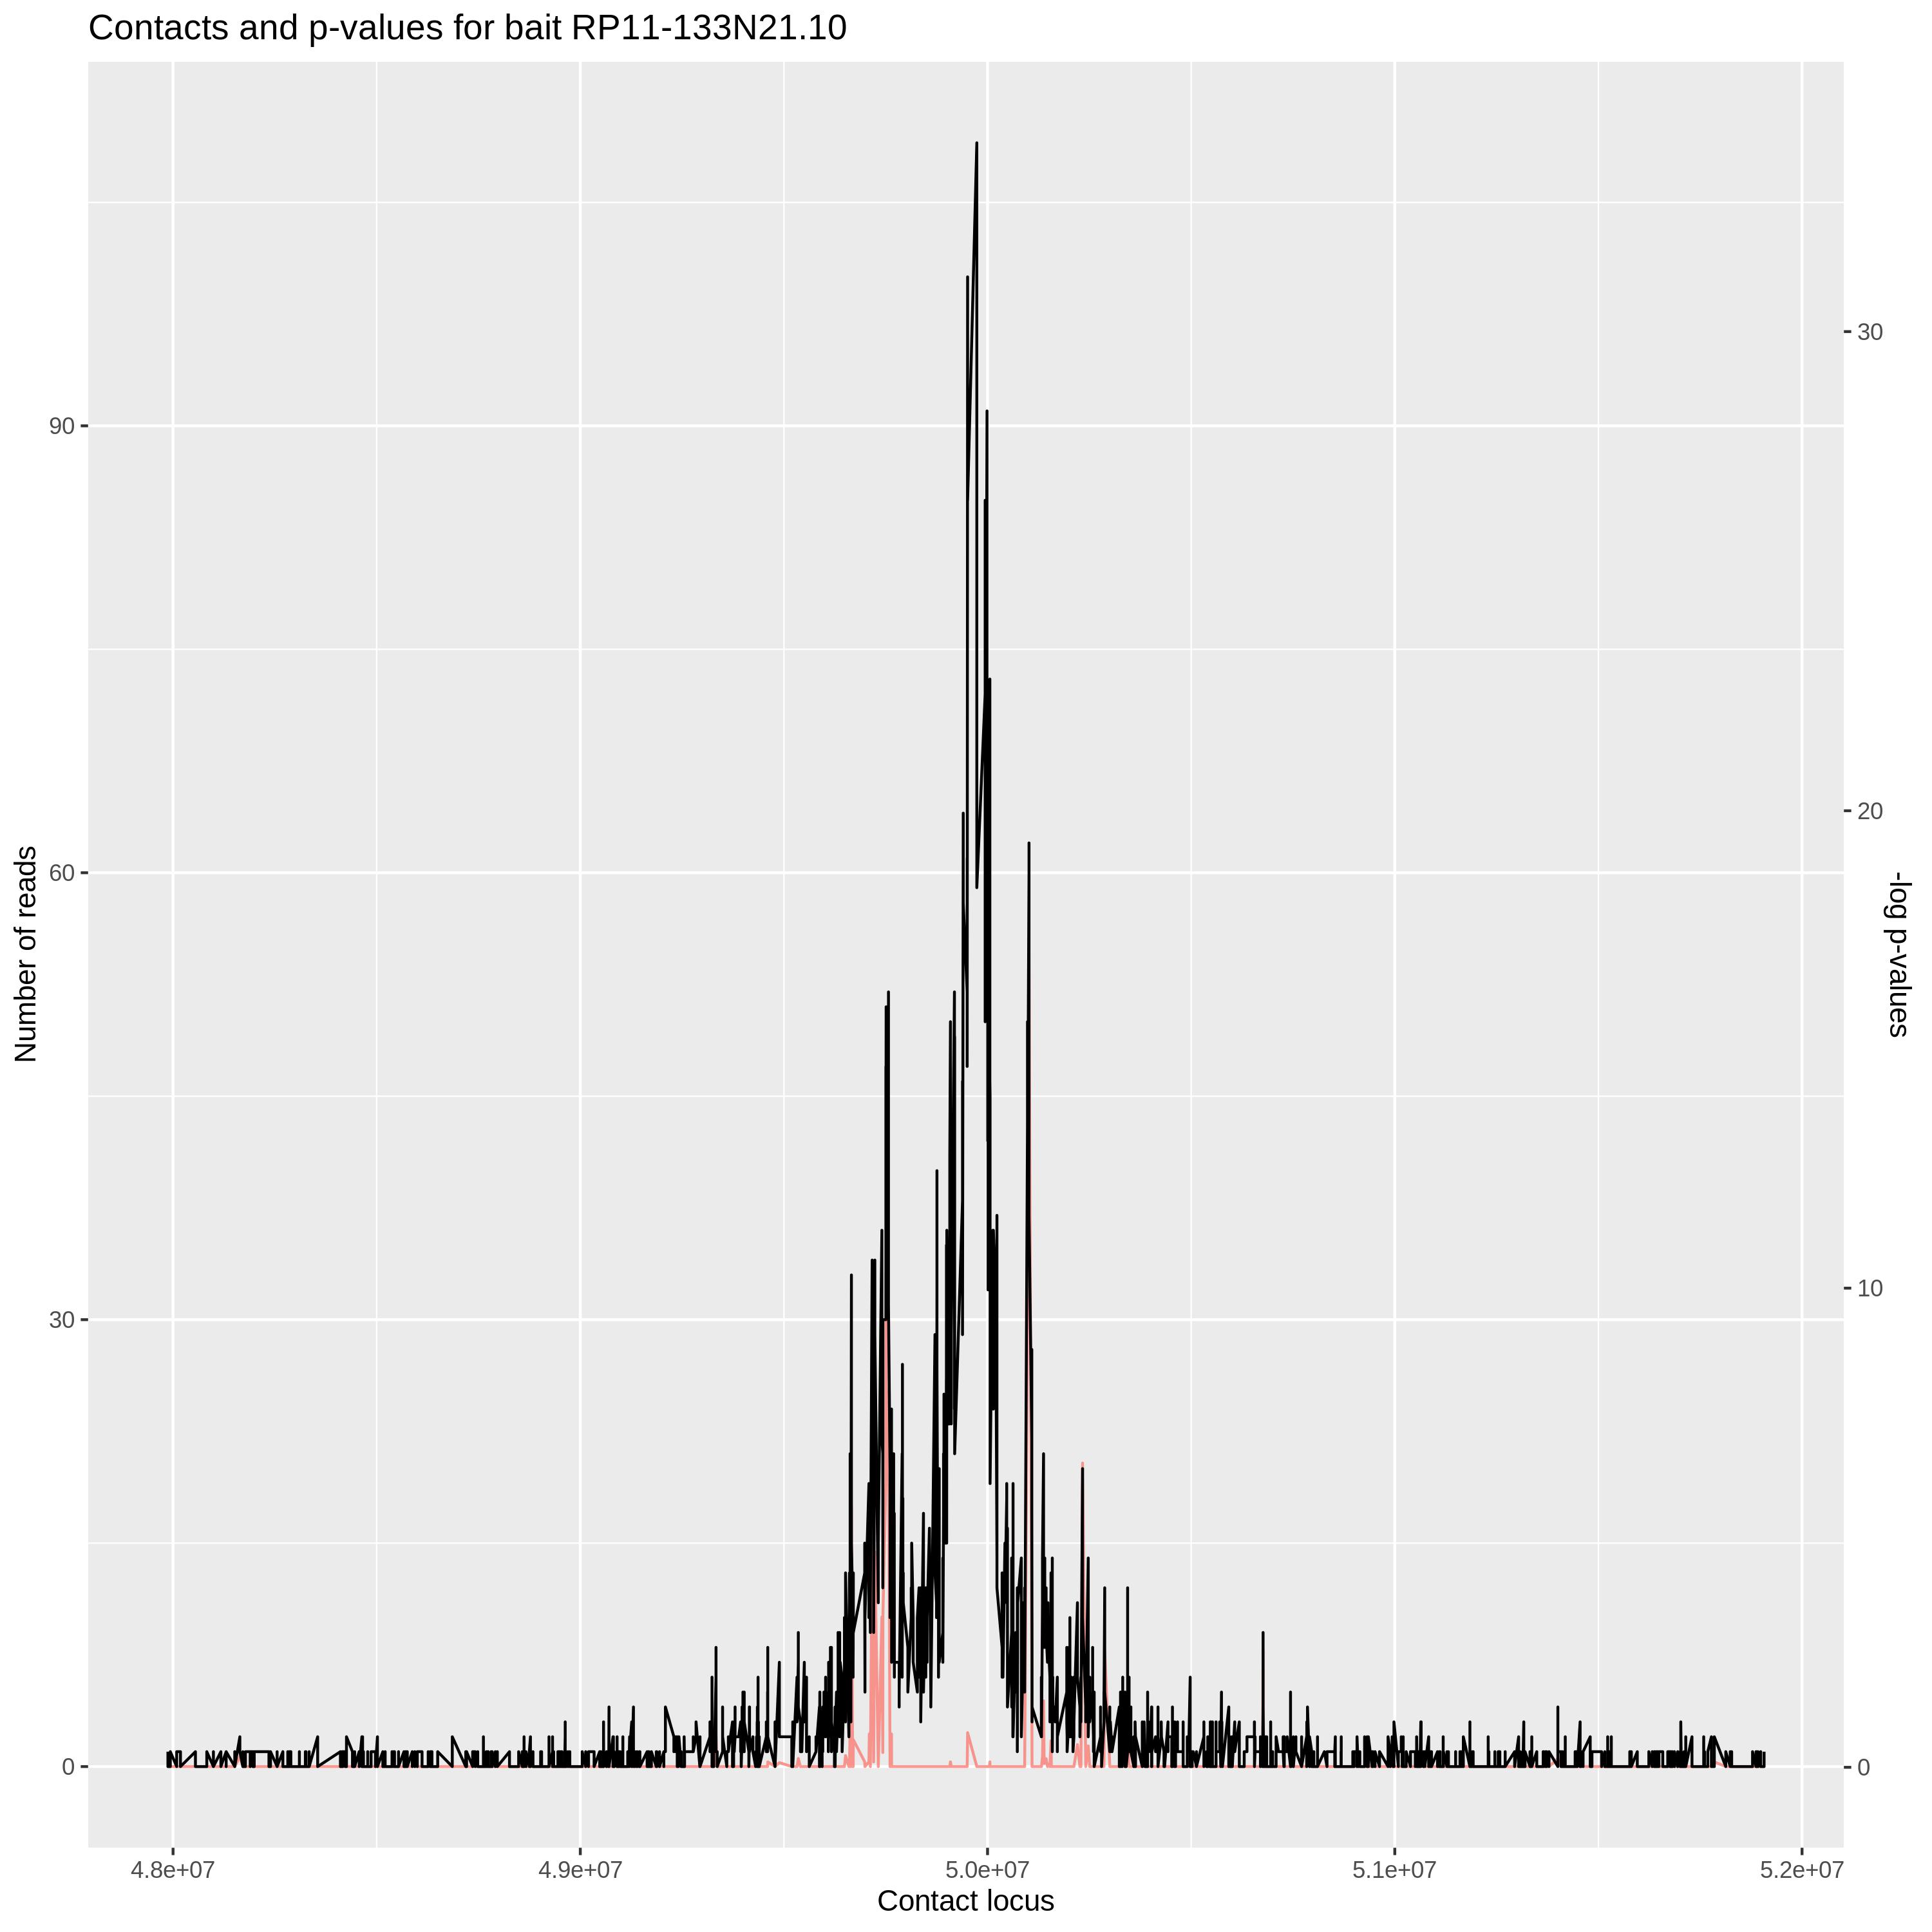 Contacts and p-values for bait RP11-133N21.10
Number of reads
90
60
30
0
30
20
10
0
-log p-values
4.8e+07 4.9e+07 5.0e+07 5.1e+07 5.2e+07
Contact locus